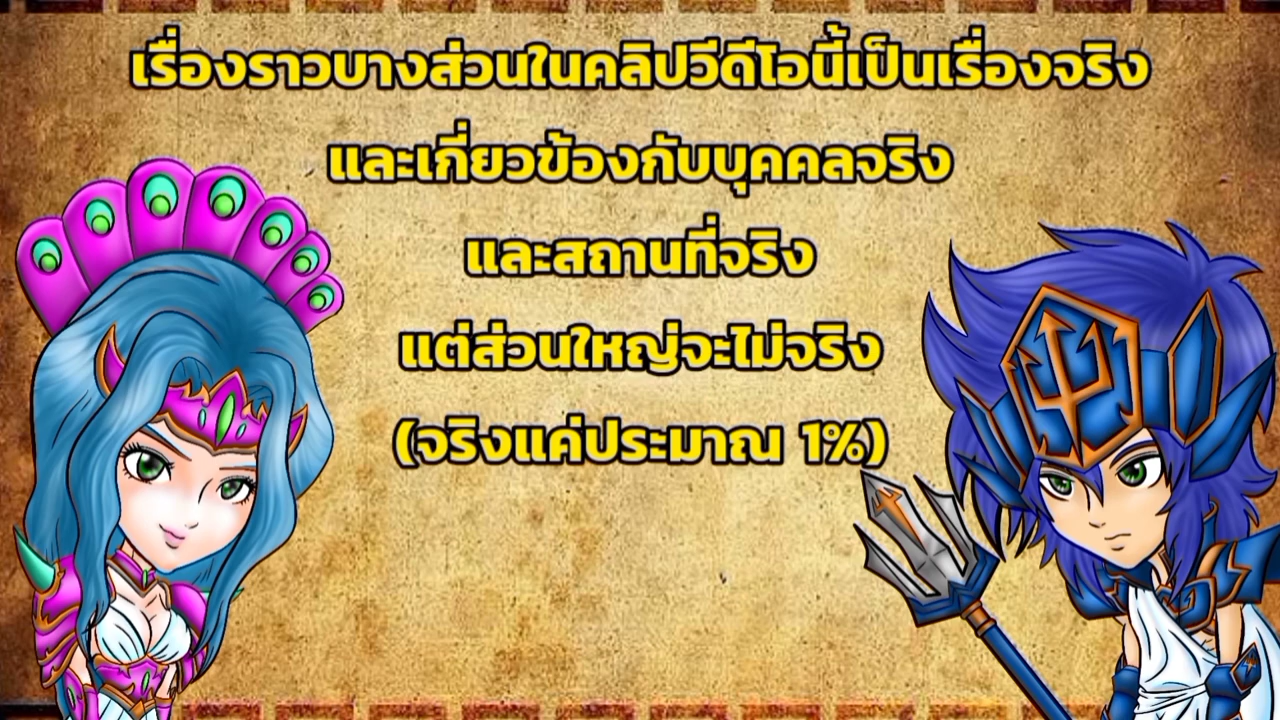 เรื่องราวบางส่วนในคลิปวีดีโอนี้เป็นเรื่องจริง
และเกี่ยวข้องกับบุคคลจริง
และสถานที่จริง
แต่ส่วนใหญ่จะไม่จริง
(จริงแค่ประมาณ 1%)